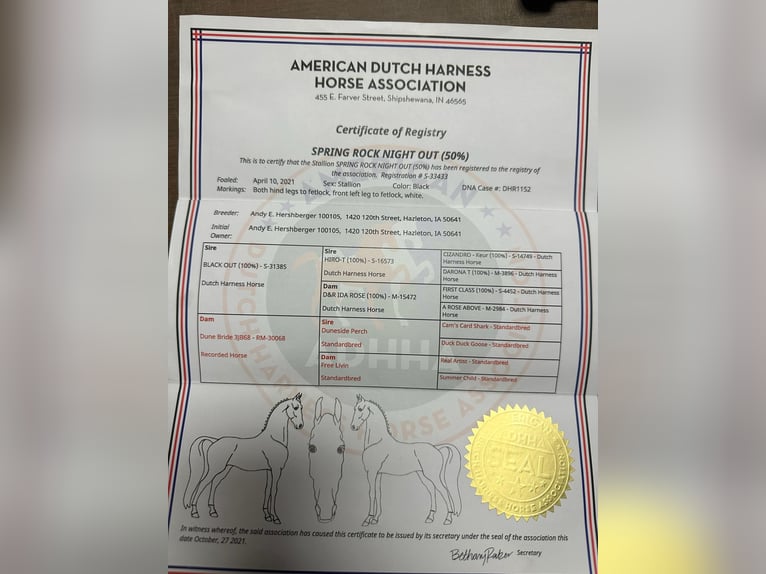 AMERICAN DUTCH HARNESS
HORSE ASSOCIATION
455 E. Farver Street, Shipshewana, IN 46565
Certificate of Registry
SPRING ROCK NIGHT OUT (50%)
This is to certify that the Stallion SPRING ROCK NIGHT OUT (50%) has been registered to the registry of
the association. Registration # S-33433
Foaled: April 10, 2021 Sex: Stallion Color: Black DNA Case #: DHR1152
Markings: Both hind legs to fetlock, front left leg to fetlock, white.
Breeder: Andy E. Hershberger 100105, 1420 120th Street, Hazleton, IA 50641
Initial
Owner: Andy E. Hershberger 100105, 1420 120th Street, Hazleton, IA 50641
Sire
BLACK OUT (100%) - S-31385
Dutch Harness Horse
Sire
HIRO-T (100%) - S-16573
Dutch Harness Horse
Dam
D&R IDA ROSE (100%) - M-15472
Dutch Harness Horse
CIZANDRO - Keur (100%) - S-14749 - Dutch
Harness Horse
DARONA T (100%) - M-3896 - Dutch Harness
Horse
FIRST CLASS (100%) - S-4452 - Dutch Harness
Horse
A ROSE ABOVE - M-2984 - Dutch Harness
Horse
Dam
Dune Bride 3JB68 - RM-30068
Recorded Horse
Sire
Duneside Perch
Standardbred
Dam
Free Livin
Standardbred
Cam's Card Shark - Standardbred
Duck Duck Goose - Standardbred
Real Artist - Standardbred
Summer Child - Standardbred
ADHHA
SEAL
HORSE ASSOCIATION
In witness whereof, the said association has caused this certificate to be issued by its secretary under the seal of the association this
date October, 27 2021.
Secretary